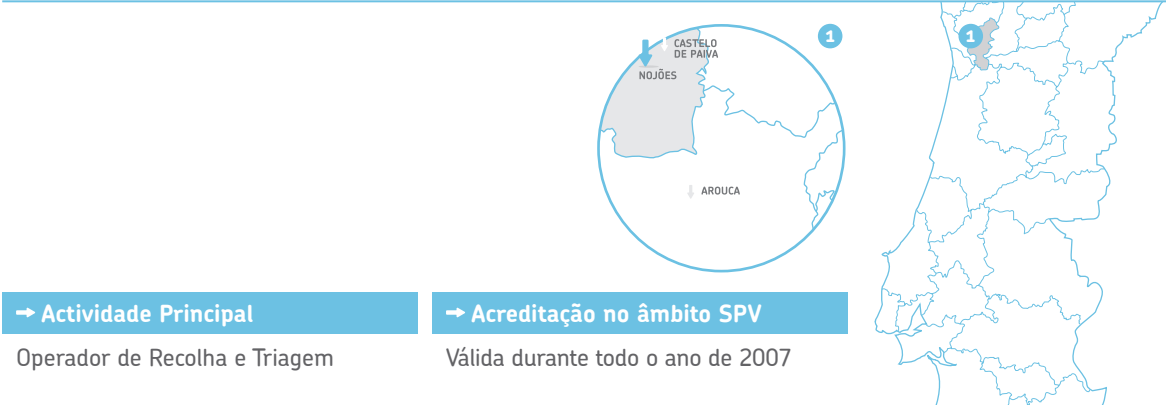 1
1
CASTELO
DE PAIVA
NOJÕES
AROUCA
→ Actividade Principal
Operador de Recolha e Triagem
→ Acreditação no âmbito SPV
Válida durante todo o ano de 2007